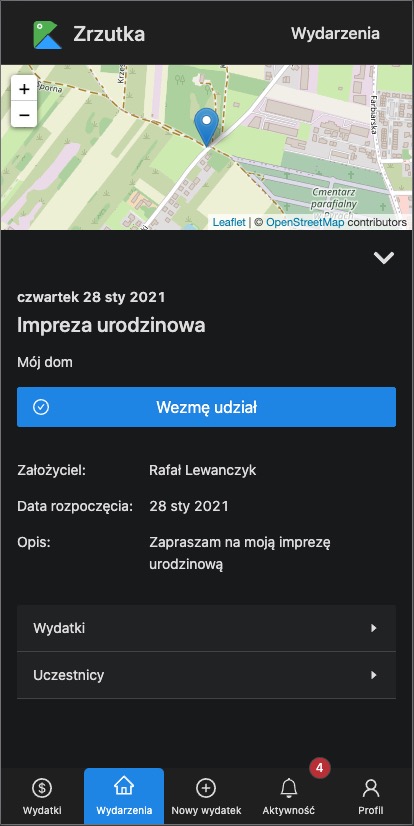 Zrzutka
Wydarzenia
+
−
Krzes
Farbiarska
Cmentarz
parafialny
Leaflet | © OpenStreetMap contributors
czwartek 28 sty 2021
Impreza urodzinowa
Mój dom
Wezmę udział
Założyciel:
Rafał Lewanczyk
Data rozpoczęcia:
28 sty 2021
Opis:
Zapraszam na moją imprezę
urodzinową
Wydatki
Uczestnicy
4
$
Wydatki
Wydarzenia
Nowy wydatek
Aktywność
Profil